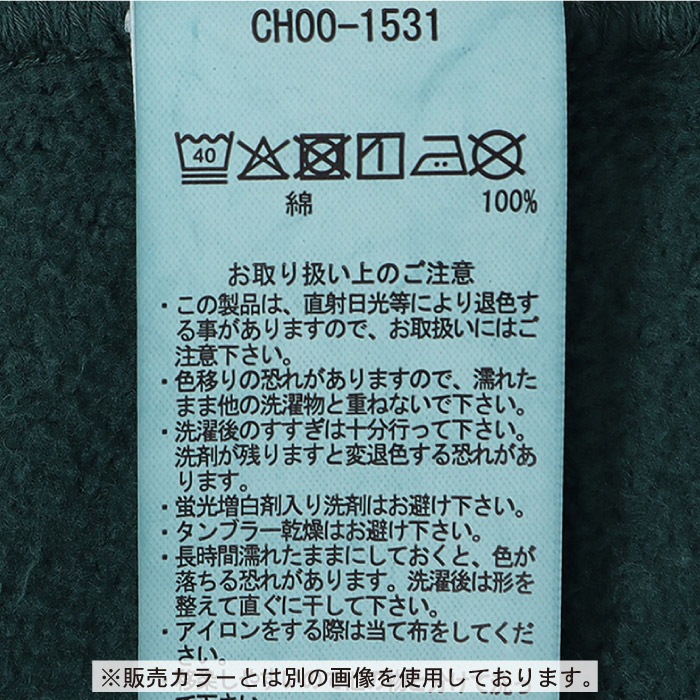 CH00-1531
40
綿 100%
お取り扱い上のご注意
・この製品は、直射日光等により退色す
る事がありますので、お取扱いにはご
注意下さい。
・色移りの恐れがありますので、濡れた
まま他の洗濯物と重ねないで下さい。
・洗濯後のすすぎは十分行って下さい。
洗剤が残りますと変退色する恐れがあ
ります。
・蛍光増白剤入り洗剤はお避け下さい。
・タンブラー乾燥はお避け下さい。
・長時間濡れたままにしておくと、色が
落ちる恐れがあります。洗濯後は形を
整えて直ぐに干して下さい。
・アイロンをする際は当て布をしてくだ
さい。
※販売カラーとは別の画像を使用しております。